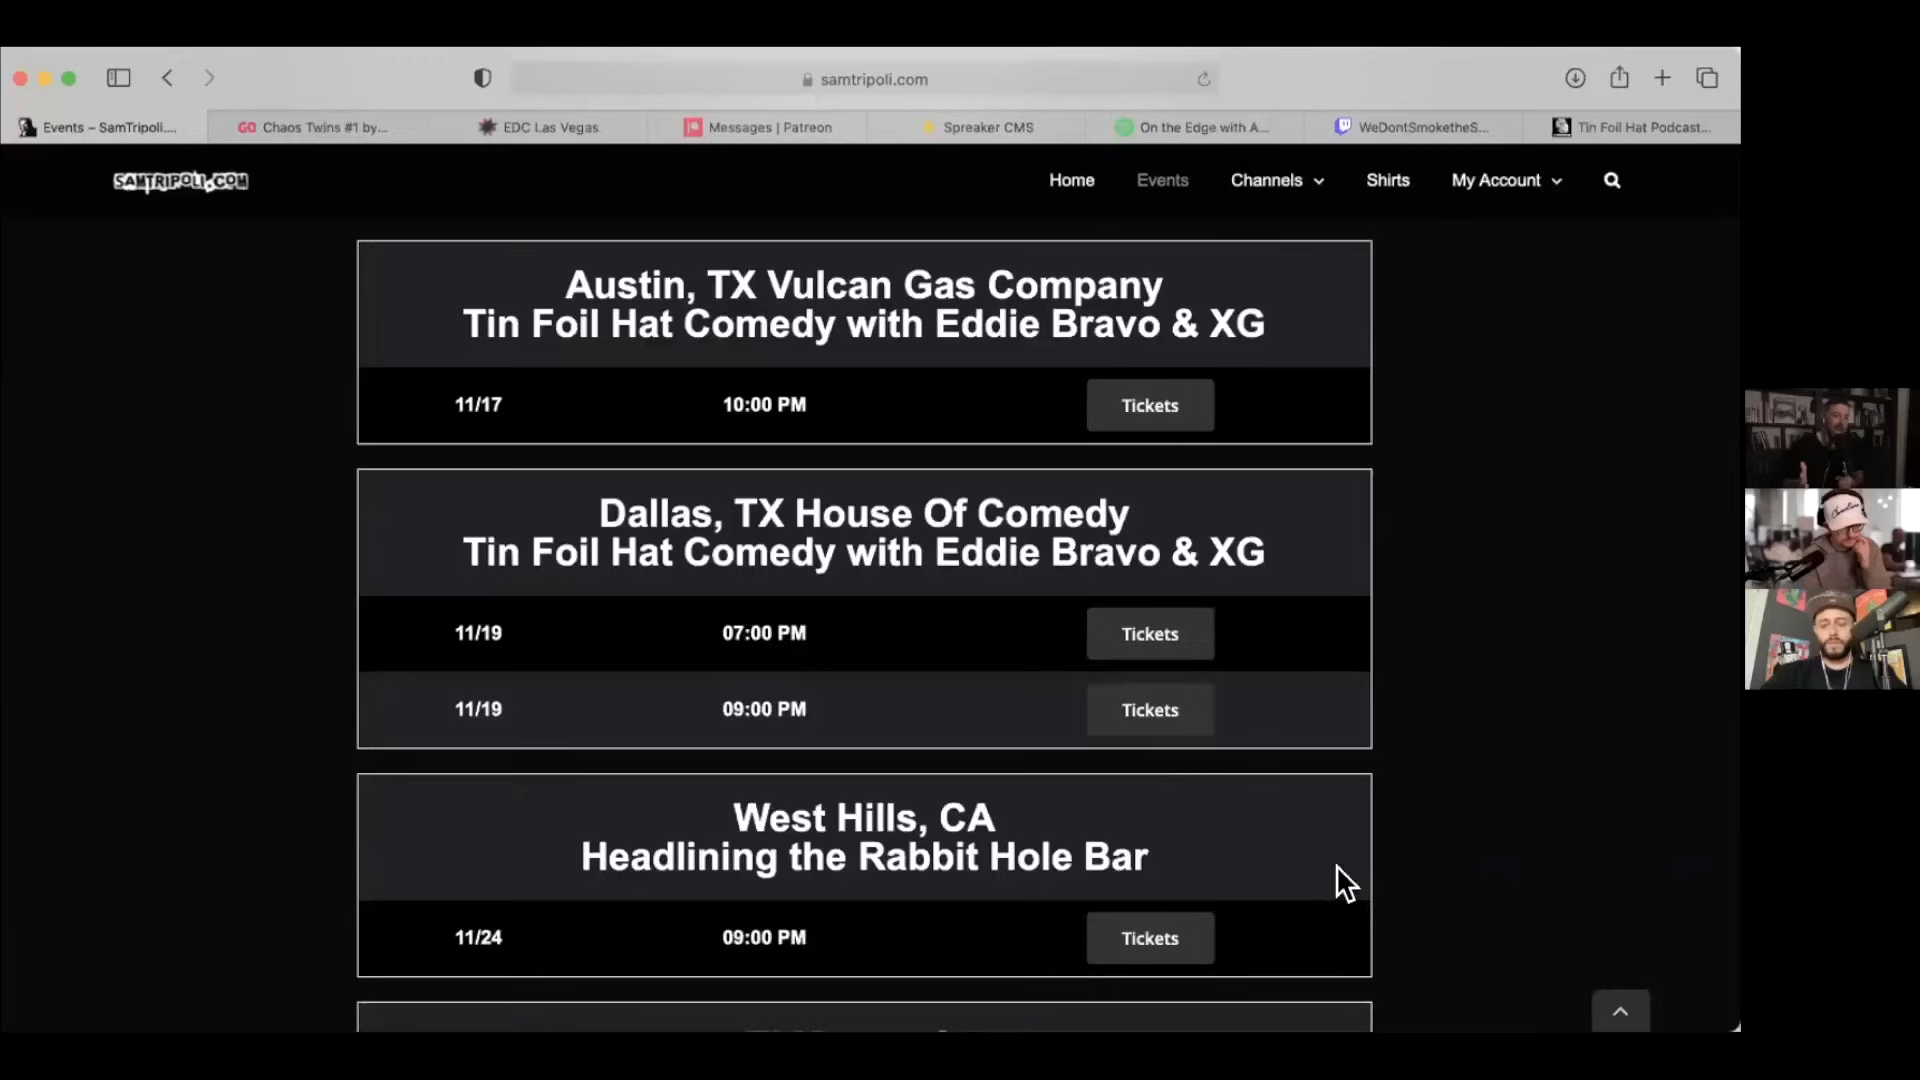 samtripoli.com
Events – SamTripoli....
GO Chaos Twins #1 by...
EDC Las Vegas
Messages | Patreon
Spreaker CMS
On the Edge with A...
WeDontSmoketheS...
Tin Foil Hat Podcast...
SAMTRIPOLI.COM
Home
Events
Channels
Shirts
My Account
Austin, TX Vulcan Gas Company
Tin Foil Hat Comedy with Eddie Bravo & XG
11/17 10:00 PM Tickets
Dallas, TX House Of Comedy
Tin Foil Hat Comedy with Eddie Bravo & XG
11/19 07:00 PM Tickets
11/19 09:00 PM Tickets
West Hills, CA
Headlining the Rabbit Hole Bar
11/24 09:00 PM Tickets